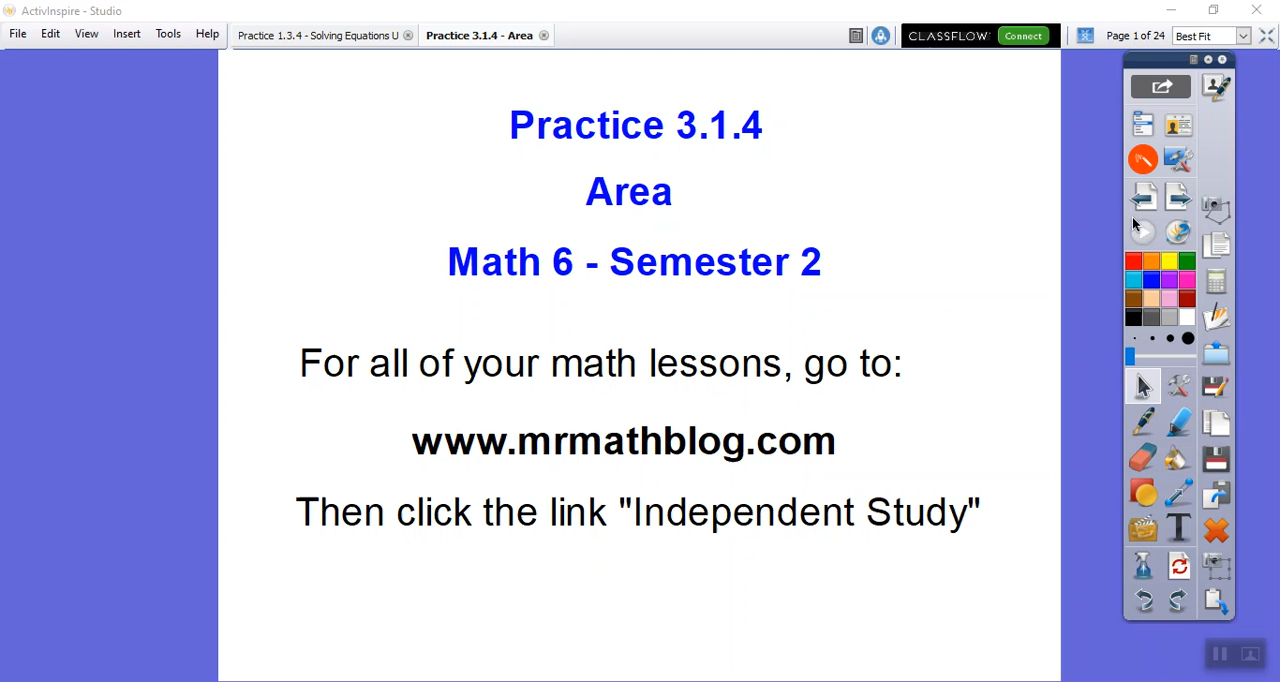 ActivInspire - Studio
File Edit View Insert Tools Help
Practice 1.3.4 - Solving Equations U
Practice 3.1.4 - Area
CLASSFLOW Connect
Page 1 of 24 Best Fit
Practice 3.1.4
Area
Math 6 - Semester 2
For all of your math lessons, go to:
www.mrmathblog.com
Then click the link "Independent Study"